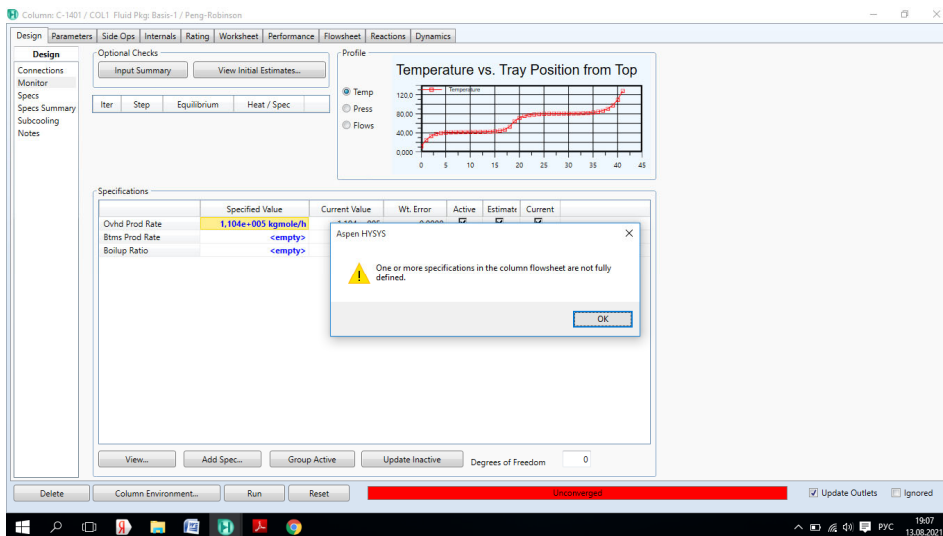 Column: C-1401 / COL1 Fluid Pkg: Basis-1 / Peng-Robinson
Design Parameters Side Ops Internals Rating Worksheet Performance Flowsheet Reactions Dynamics
Design
Connections
Monitor
Specs
Specs Summary
Subcooling
Notes
Optional Checks
Input Summary View Initial Estimates...
Iter Step Equilibrium Heat / Spec
Profile
Temp
Press
Flows
Temperature vs. Tray Position from Top
Temperature
120.0
80.00
40.00
0,000
0 5 10 15 20 25 30 35 40 45
Specifications
Specified Value Current Value Wt. Error Active Estimate Current
Ovhd Prod Rate 1,104e+005 kgmole/h
Btms Prod Rate <empty>
Boilup Ratio <empty>
Aspen HYSYS
One or more specifications in the column flowsheet are not fully
defined.
OK
View... Add Spec... Group Active Update Inactive Degrees of Freedom 0
Delete Column Environment... Run Reset Unconverged Update Outlets Ignored
Я РУС 19:07
13.08.2021